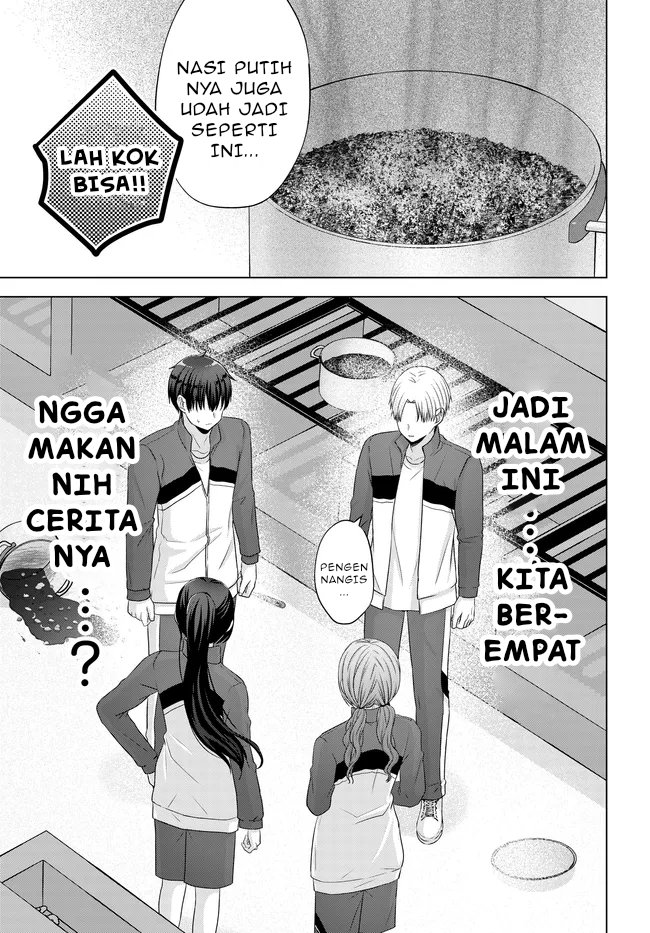 NASI PUTIH
NYA JUGA
UDAH JADI
SEPERTI
INI...
LAH KOK
BISA!!
JADI
MALAM
INI
....
KITA
BER-
EMPAT
PENGEN
NANGIS
...
NGGA
MAKAN
NIH
CERITA
NYA
...
?